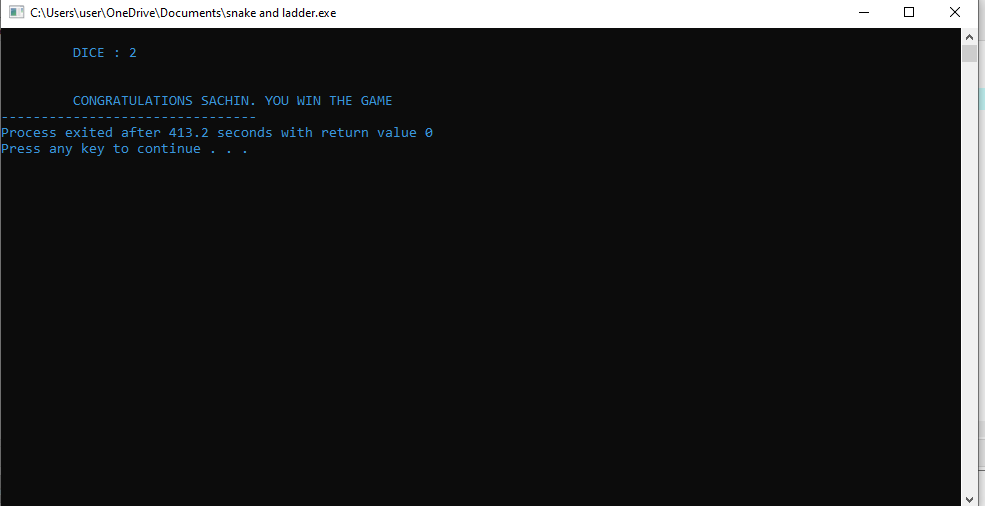 C:\Users\user\OneDrive\Documents\snake and ladder.exe
DICE : 2
CONGRATULATIONS SACHIN. YOU WIN THE GAME
--------------------------------
Process exited after 413.2 seconds with return value 0
Press any key to continue . . .